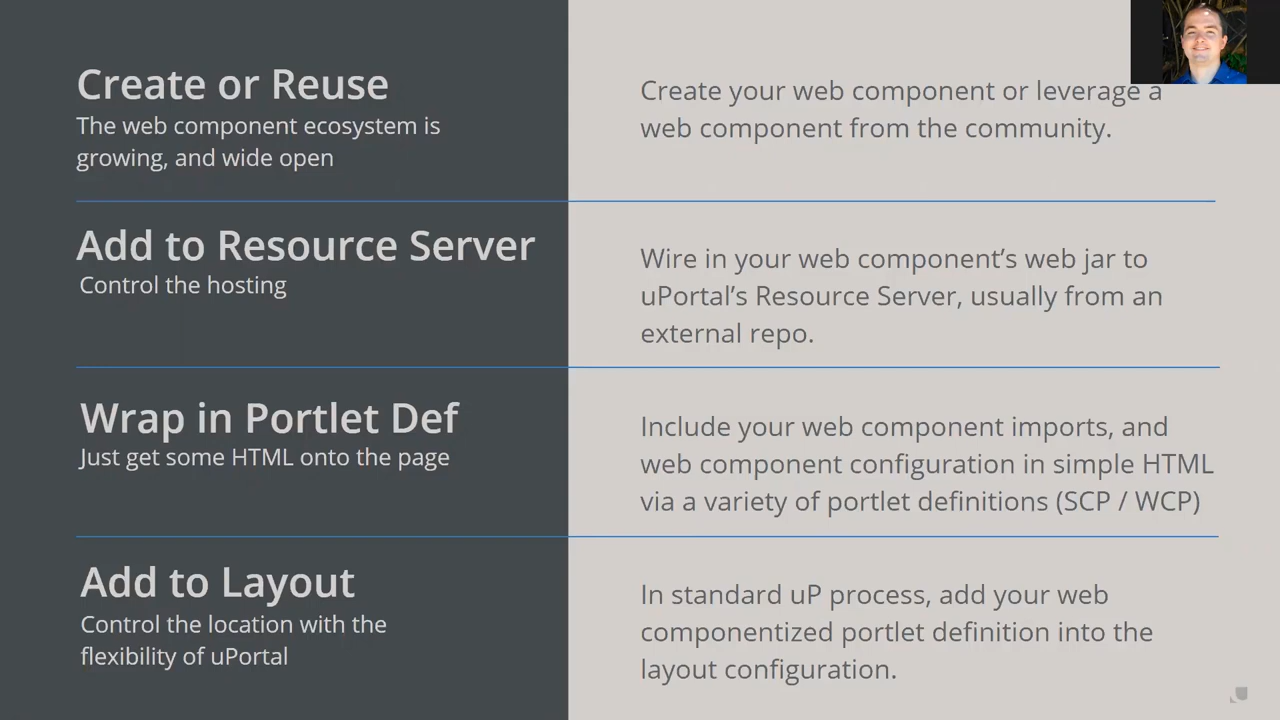 Create or Reuse
The web component ecosystem is
growing, and wide open
Create your web component or leverage a
web component from the community.
Add to Resource Server
Control the hosting
Wire in your web component’s web jar to
uPortal’s Resource Server, usually from an
external repo.
Wrap in Portlet Def
Just get some HTML onto the page
Include your web component imports, and
web component configuration in simple HTML
via a variety of portlet definitions (SCP / WCP)
Add to Layout
Control the location with the
flexibility of uPortal
In standard uP process, add your web
componentized portlet definition into the
layout configuration.